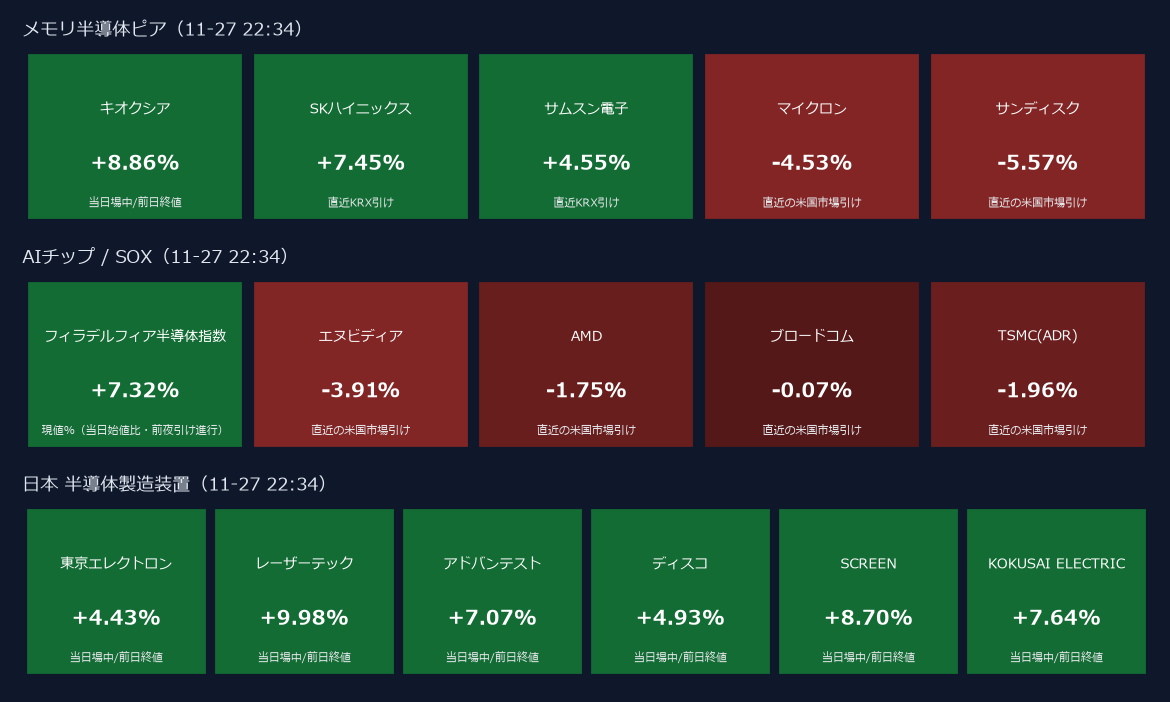 メモリ半導体ピア（11-27 22:34）
キオクシア
+8.86%
当日場中/前日終値
SKハイニックス
+7.45%
直近KRX引け
サムスン電子
+4.55%
直近KRX引け
マイクロン
-4.53%
直近の米国市場引け
サンディスク
-5.57%
直近の米国市場引け
AIチップ / SOX（11-27 22:34）
フィラデルフィア半導体指数
+7.32%
現値%（当日始値比・前夜引け進行）
エヌビディア
-3.91%
直近の米国市場引け
AMD
-1.75%
直近の米国市場引け
ブロードコム
-0.07%
直近の米国市場引け
TSMC(ADR)
-1.96%
直近の米国市場引け
日本 半導体製造装置（11-27 22:34）
東京エレクトロン
+4.43%
当日場中/前日終値
レーザーテック
+9.98%
当日場中/前日終値
アドバンテスト
+7.07%
当日場中/前日終値
ディスコ
+4.93%
当日場中/前日終値
SCREEN
+8.70%
当日場中/前日終値
KOKUSAI ELECTRIC
+7.64%
当日場中/前日終値